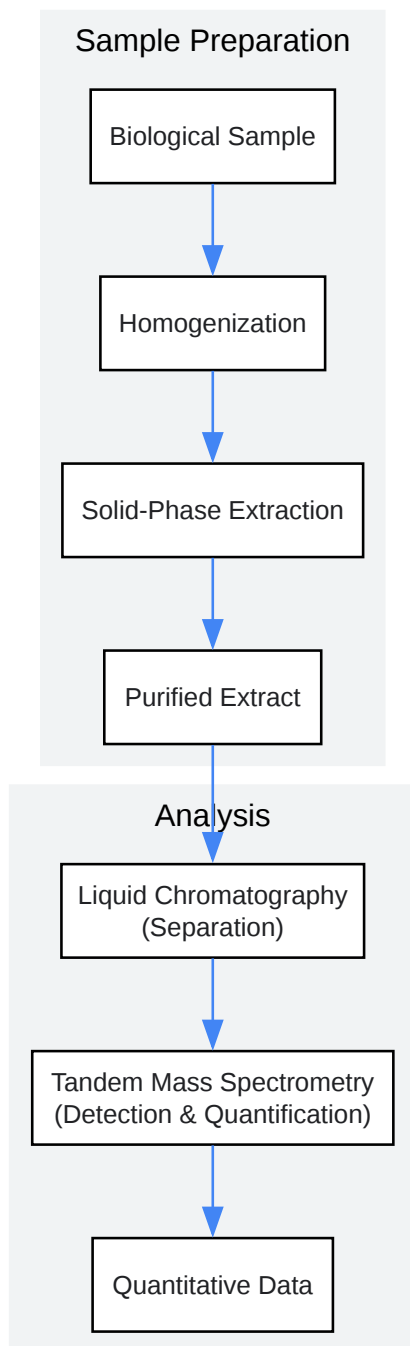 Sample Preparation
Biological Sample
Homogenization
Solid-Phase Extraction
Purified Extract
Analysis
Liquid Chromatography
(Separation)
Tandem Mass Spectrometry
(Detection & Quantification)
Quantitative Data